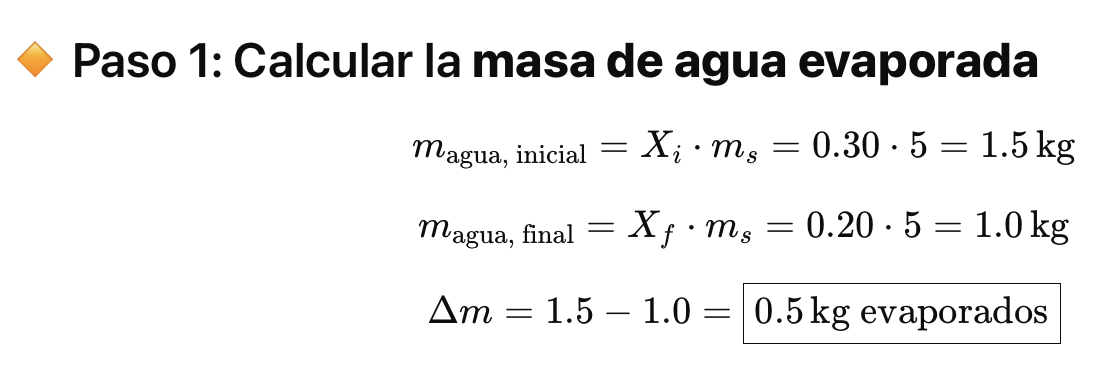 🔶 Paso 1: Calcular la masa de agua evaporada
m_agua, inicial = X_i · m_s = 0.30 · 5 = 1.5 kg
m_agua, final = X_f · m_s = 0.20 · 5 = 1.0 kg
Δm = 1.5 − 1.0 = 0.5 kg evaporados